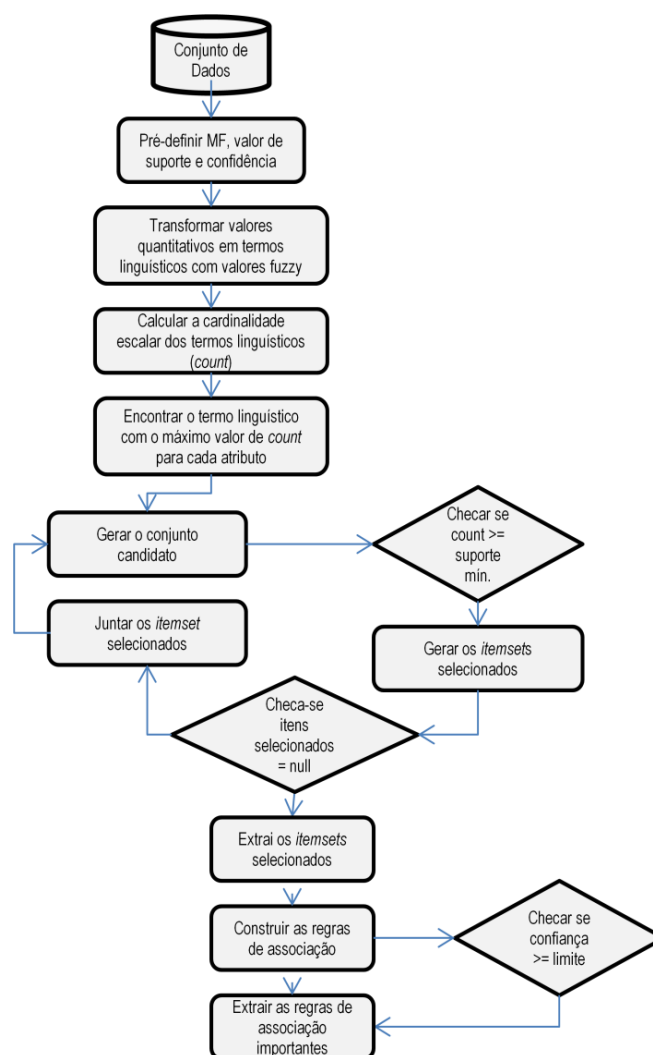 Conjunto de
Dados
Pré-definir MF, valor de
suporte e confidência
Transformar valores
quantitativos em termos
linguísticos com valores fuzzy
Calcular a cardinalidade
escalar dos termos linguísticos
(count)
Encontrar o termo linguístico
com o máximo valor de count
para cada atributo
Gerar o conjunto
candidato
Checar se
count >=
suporte
mín.
Juntar os itemset
selecionados
Gerar os itemsets
selecionados
Checa-se
itens
selecionados
= null
Extrai os itemsets
selecionados
Construir as regras
de associação
Checar se
confiança
>= limite
Extrair as regras de
associação
importantes